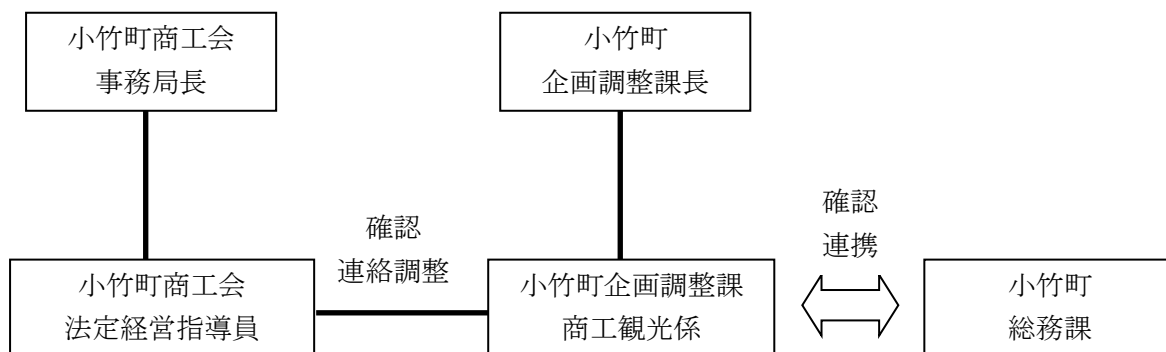 小竹町商工会
事務局長
小竹町
企画調整課長
確認
連絡調整
確認
連携
小竹町商工会
法定経営指導員
小竹町企画調整課
商工観光係
小竹町
総務課